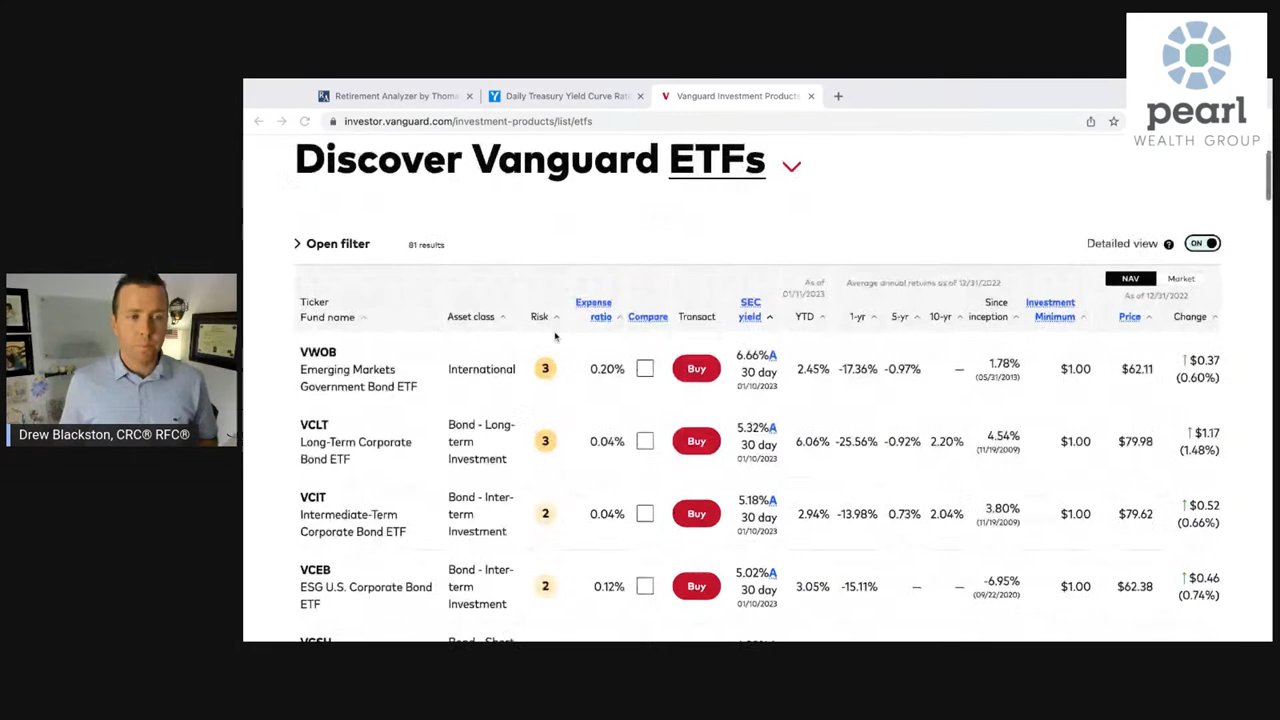 pearl
WEALTH GROUP
Retirement Analyzer by Thoma
Daily Treasury Yield Curve Rat
Vanguard Investment Products
investor.vanguard.com/investment-products/list/etfs
Discover Vanguard ETFs
Open filter
81 results
Detailed view
ON
NAV
Market
Ticker
Fund name
Asset class
Risk
Expense
ratio
Compare
Transact
SEC
yield
As of
01/11/2023
YTD
Average annual returns as of 12/31/2022
1-yr
5-yr
10-yr
Since
inception
Investment
Minimum
As of 12/31/2022
Price
Change
VWOB
Emerging Markets
Government Bond ETF
International
3
0.20%
Buy
6.66%A
30 day
01/10/2023
2.45%
-17.36%
-0.97%
—
1.78%
(05/31/2013)
$1.00
$62.11
$0.37
(0.60%)
VCLT
Long-Term Corporate
Bond ETF
Bond - Long-
term
Investment
3
0.04%
Buy
5.32%A
30 day
01/10/2023
6.06%
-25.56%
-0.92%
2.20%
4.54%
(11/19/2009)
$1.00
$79.98
$1.17
(1.48%)
VCIT
Intermediate-Term
Corporate Bond ETF
Bond - Inter-
term
Investment
2
0.04%
Buy
5.18%A
30 day
01/10/2023
2.94%
-13.98%
0.73%
2.04%
3.80%
(11/19/2009)
$1.00
$79.62
$0.52
(0.66%)
VCEB
ESG U.S. Corporate Bond
ETF
Bond - Inter-
term
Investment
2
0.12%
Buy
5.02%A
30 day
01/10/2023
3.05%
-15.11%
—
—
-6.95%
(09/22/2020)
$1.00
$62.38
$0.46
(0.74%)
Drew Blackston, CRC® RFC®